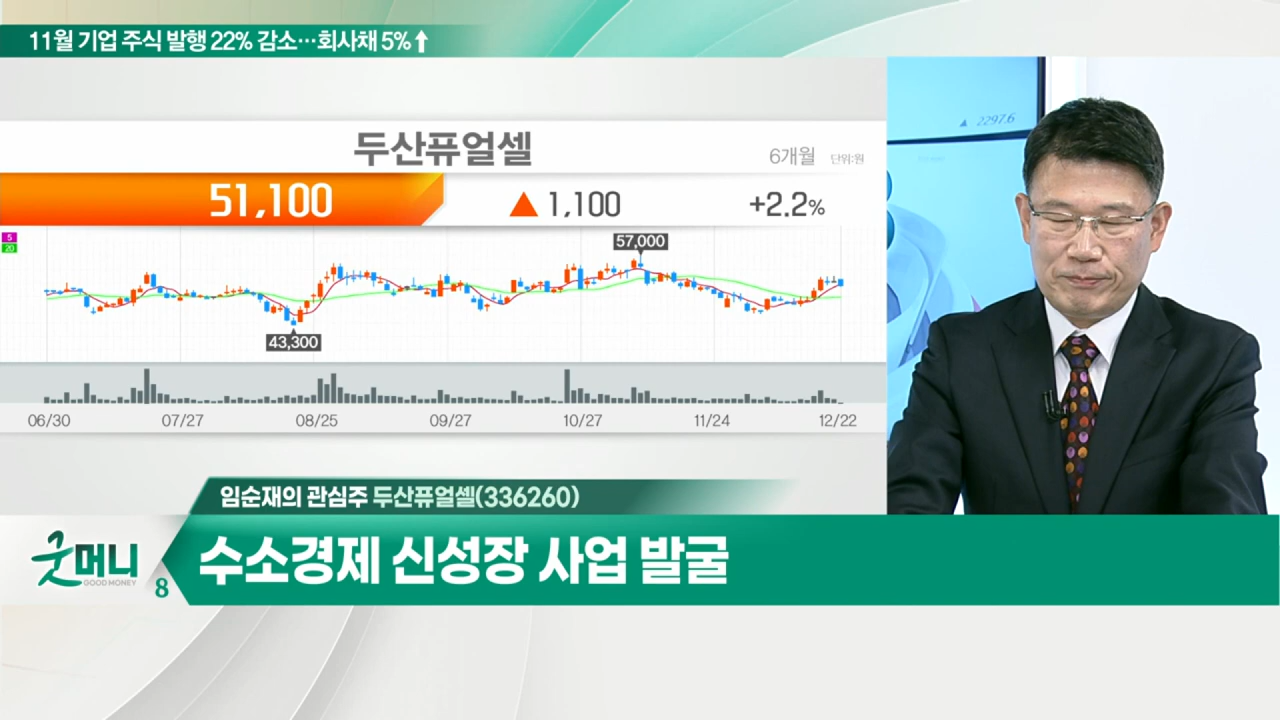 11월 기업 주식 발행 22% 감소…회사채 5%⬆
▲ 2297.6
두산퓨얼셀
6개월 단위:원
51,100 ▲ 1,100 +2.2%
5
20
57,000
43,300
06/30 07/27 08/25 09/27 10/27 11/24 12/22
임순재의 관심주 두산퓨얼셀(336260)
굿머니
GOOD MONEY
8
수소경제 신성장 사업 발굴